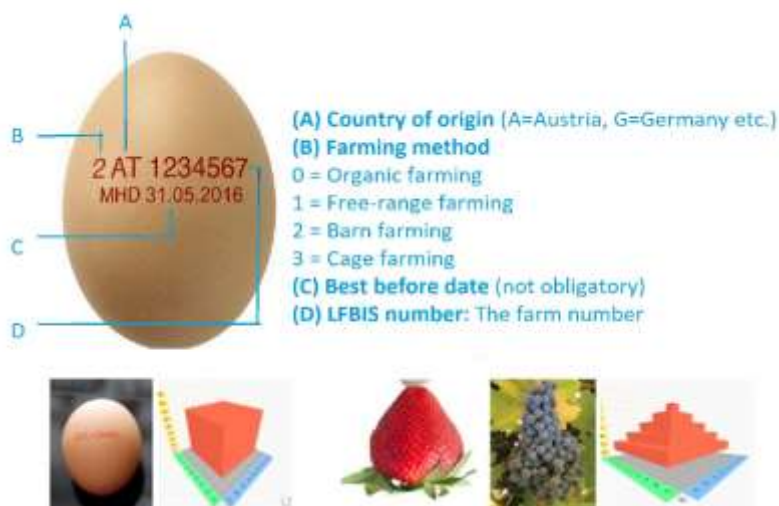 A
B
2 AT 1234567
MHD 31.05.2016
C
D
(A) Country of origin (A=Austria, G=Germany etc.)
(B) Farming method
0 = Organic farming
1 = Free-range farming
2 = Barn farming
3 = Cage farming
(C) Best before date (not obligatory)
(D) LFBIS number: The farm number